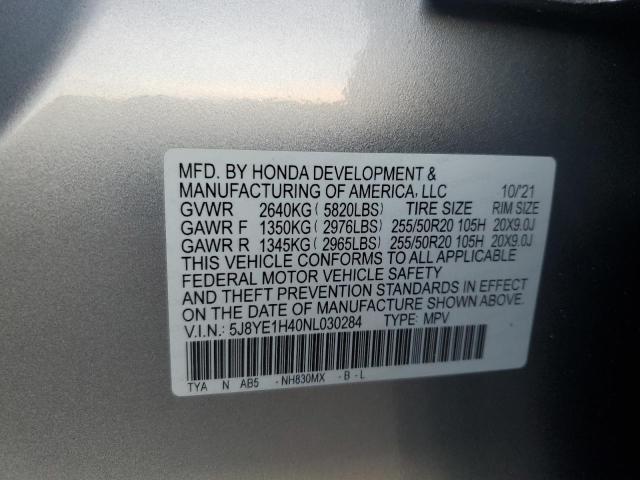 MFD. BY HONDA DEVELOPMENT &
MANUFACTURING OF AMERICA, LLC 10/'21
GVWR 2640KG( 5820LBS) TIRE SIZE RIM SIZE
GAWR F 1350KG( 2976LBS) 255/50R20 105H 20X9.0J
GAWR R 1345KG( 2965LBS) 255/50R20 105H 20X9.0J
THIS VEHICLE CONFORMS TO ALL APPLICABLE
FEDERAL MOTOR VEHICLE SAFETY
AND THEFT PREVENTION STANDARDS IN EFFECT
ON THE DATE OF MANUFACTURE SHOWN ABOVE.
V.I.N.: 5J8YE1H40NL030284 TYPE: MPV
TYA N AB5 -NH830MX -B -L